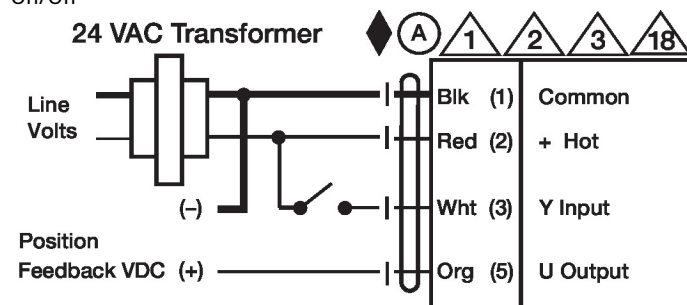 On/Off
24 VAC Transformer
A 1 2 3 18
Line Volts
Blk (1) Common
Red (2) + Hot
(–)
Wht (3) Y Input
Position
Feedback VDC (+)
Org (5) U Output